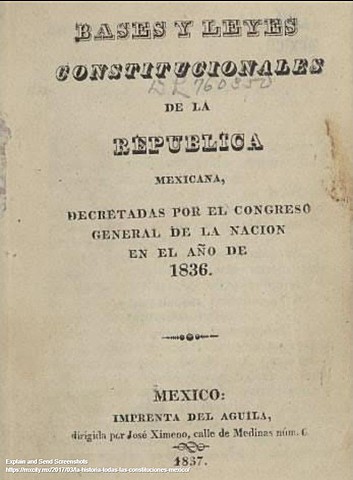 BASES Y LEYES
CONSTITUCIONALES
DE LA
REPUBLICA
MEXICANA,
DECRETADAS POR EL CONGRESO
GENERAL DE LA NACION
EN EL AÑO DE
1836.
MEXICO:
IMPRENTA DEL AGUILA,
dirigida por José Ximeno, calle de Medinas núm. 6
1837.
Explain and Send Screenshots